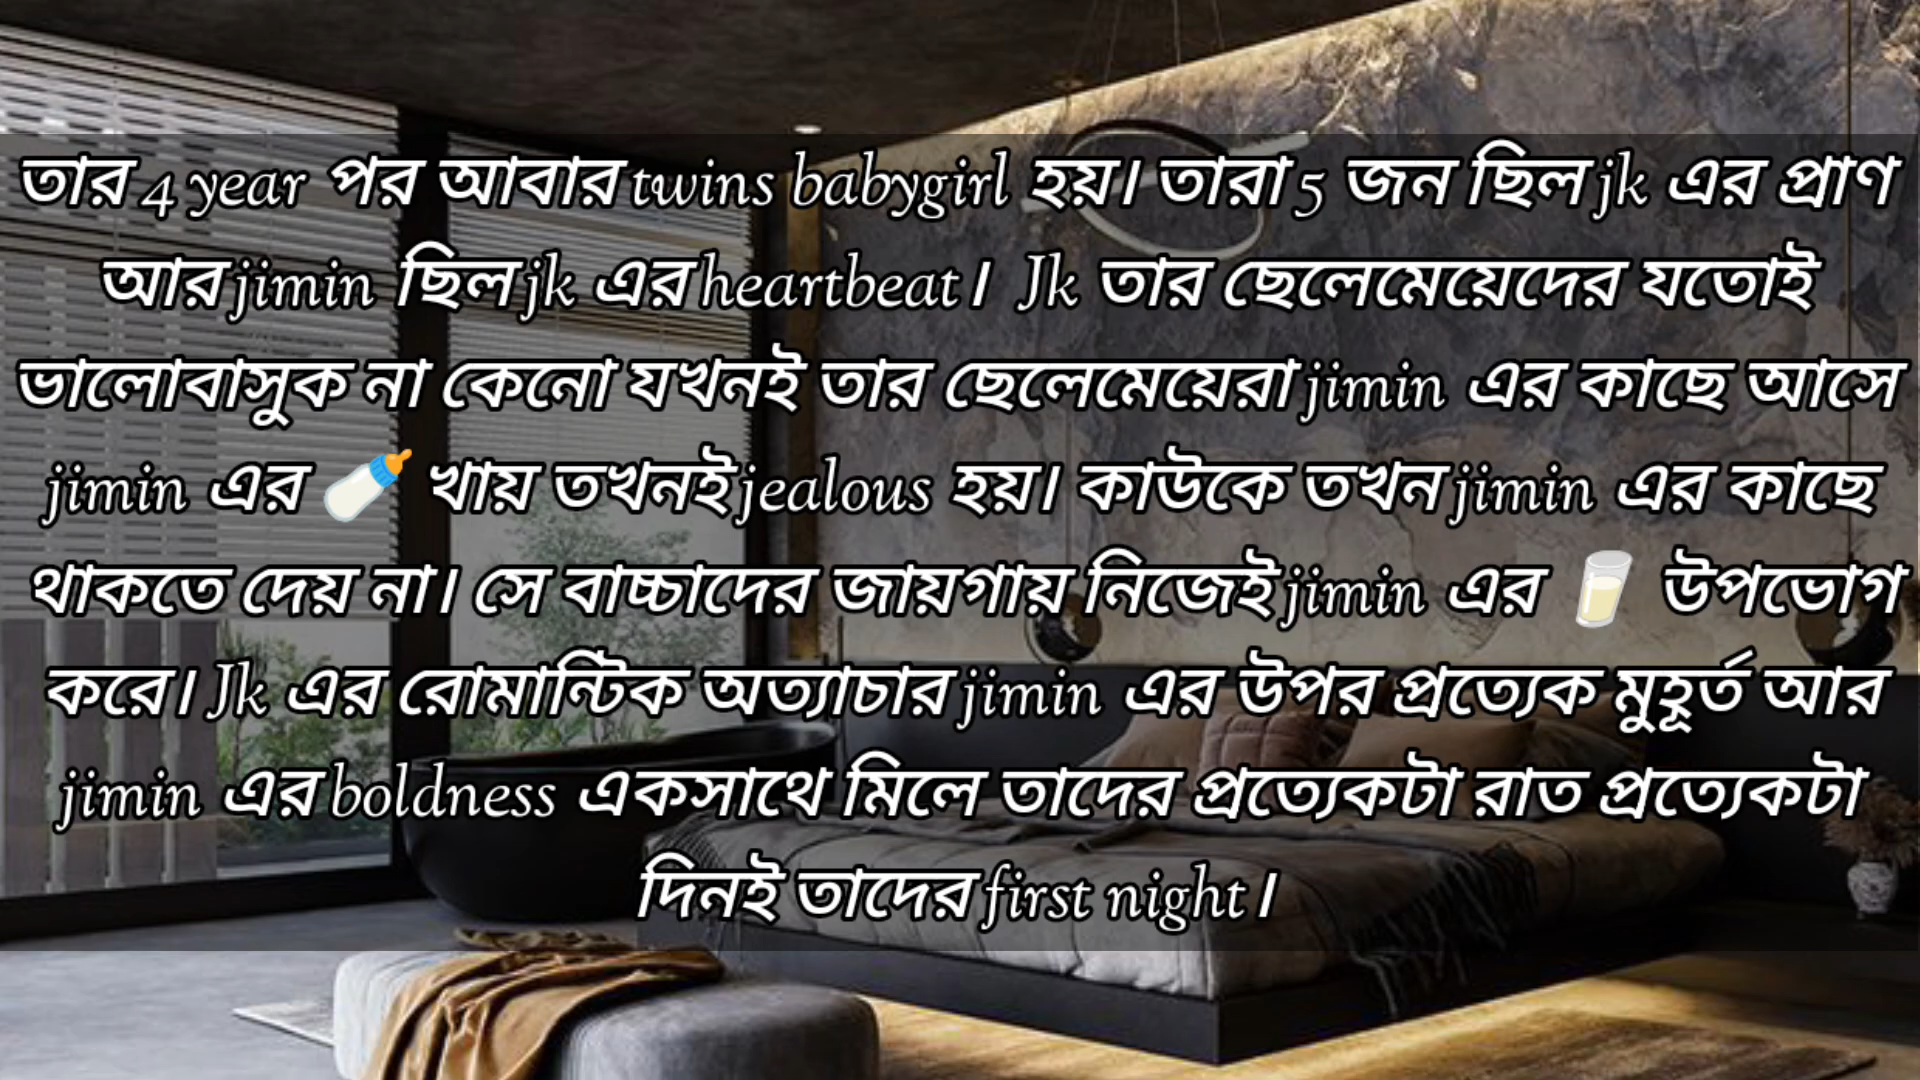 তার 4 year পর আবার twins babygirl হয়। তারা 5 জন ছিল jk এর প্রাণ
আর jimin ছিল jk এর heartbeat। Jk তার ছেলেমেয়েদের যতোই
ভালোবাসুক না কেনো যখনই তার ছেলেমেয়েরা jimin এর কাছে আসে
jimin এর 🍼 খায় তখনই jealous হয়। কাউকে তখন jimin এর কাছে
থাকতে দেয় না। সে বাচ্চাদের জায়গায় নিজেই jimin এর 🥛 উপভোগ
করে। Jk এর রোমান্টিক অত্যাচার jimin এর উপর প্রত্যেক মুহূর্ত আর
jimin এর boldness একসাথে মিলে তাদের প্রত্যেকটা রাত প্রত্যেকটা
দিনই তাদের first night।